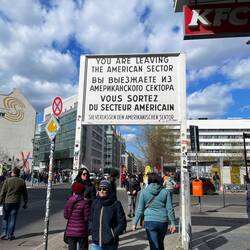 YOU ARE LEAVING
THE AMERICAN SECTOR
ВЫ ВЫЕЗЖАЕТЕ ИЗ
АМЕРИКАНСКОГО СЕКТОРА
VOUS SORTEZ
DU SECTEUR AMÉRICAIN
SIE VERLASSEN DEN AMERIKANISCHEN SEKTOR
KFC